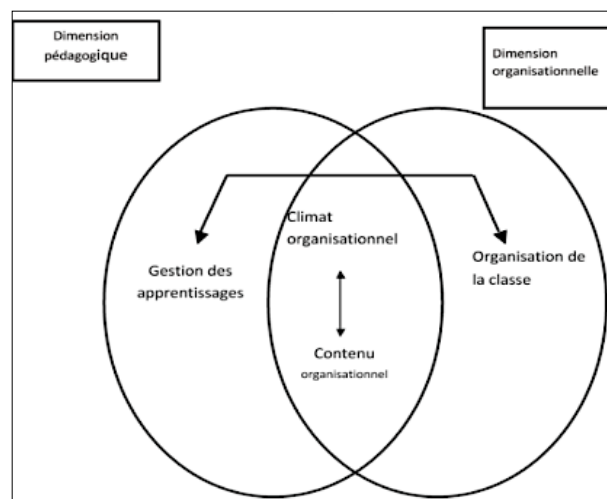 Dimension
pédagogique
Dimension
organisationnelle
Climat
organisationnel
Gestion des
apprentissages
Organisation de
la classe
Contenu
organisationnel